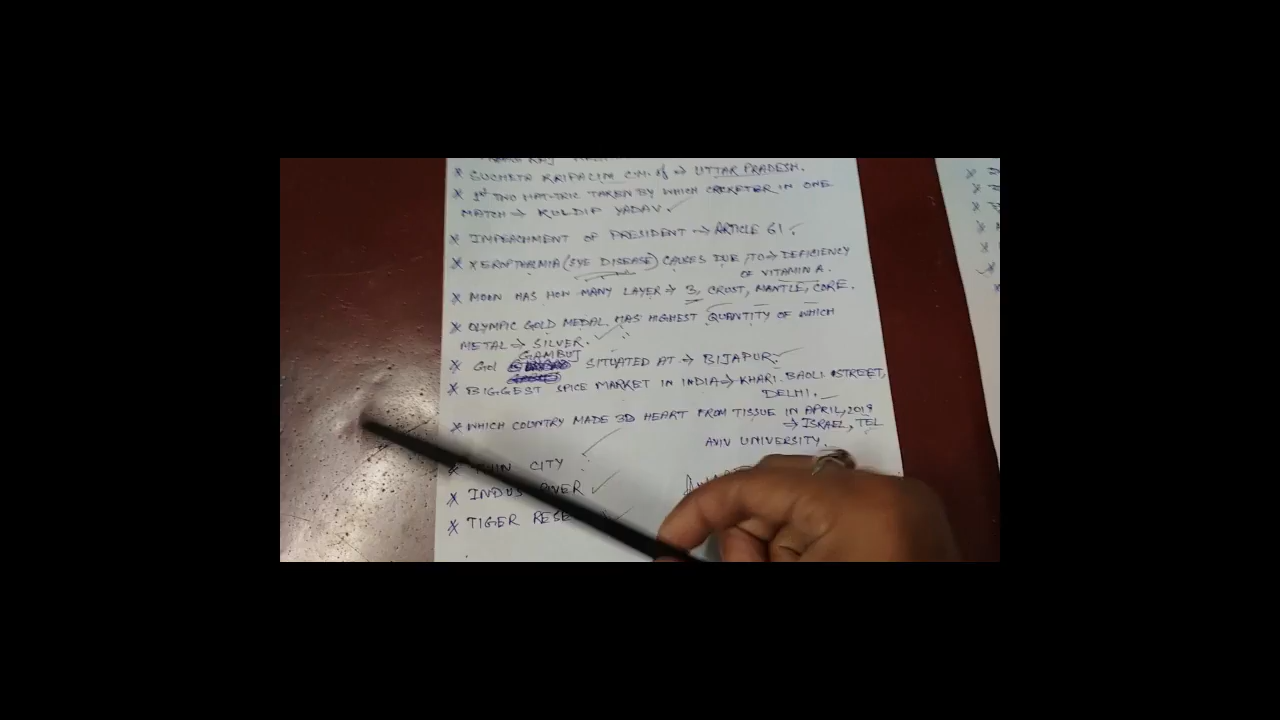 * SUCHETA KRIPALINI C.M. of → UTTAR PRADESH.
* 1st TWO HAT-TRIC TAKEN BY WHICH CRICKETER IN ONE
MATCH → KULDIP YADAV.
* IMPEACHMENT OF PRESIDENT → ARTICLE 61.
* XEROPTHALMIA (EYE DISEASE) CAUSES DUE TO → DEFICIENCY
OF VITAMIN A.
* MOON HAS HOW MANY LAYER → 3, CRUST, MANTLE, CORE.
* OLYMPIC GOLD MEDAL HAS HIGHEST QUANTITY OF WHICH
METAL → SILVER.
* GOL GAMBUJ SITUATED AT → BIJAPUR.
* BIGGEST SPICE MARKET IN INDIA → KHARI BAOLI STREET,
DELHI.
* WHICH COUNTRY MADE 3D HEART FROM TISSUE IN APRIL, 2019
→ ISRAEL, TEL
AVIV UNIVERSITY.
* CITY
* INDUS RIVER
* TIGER